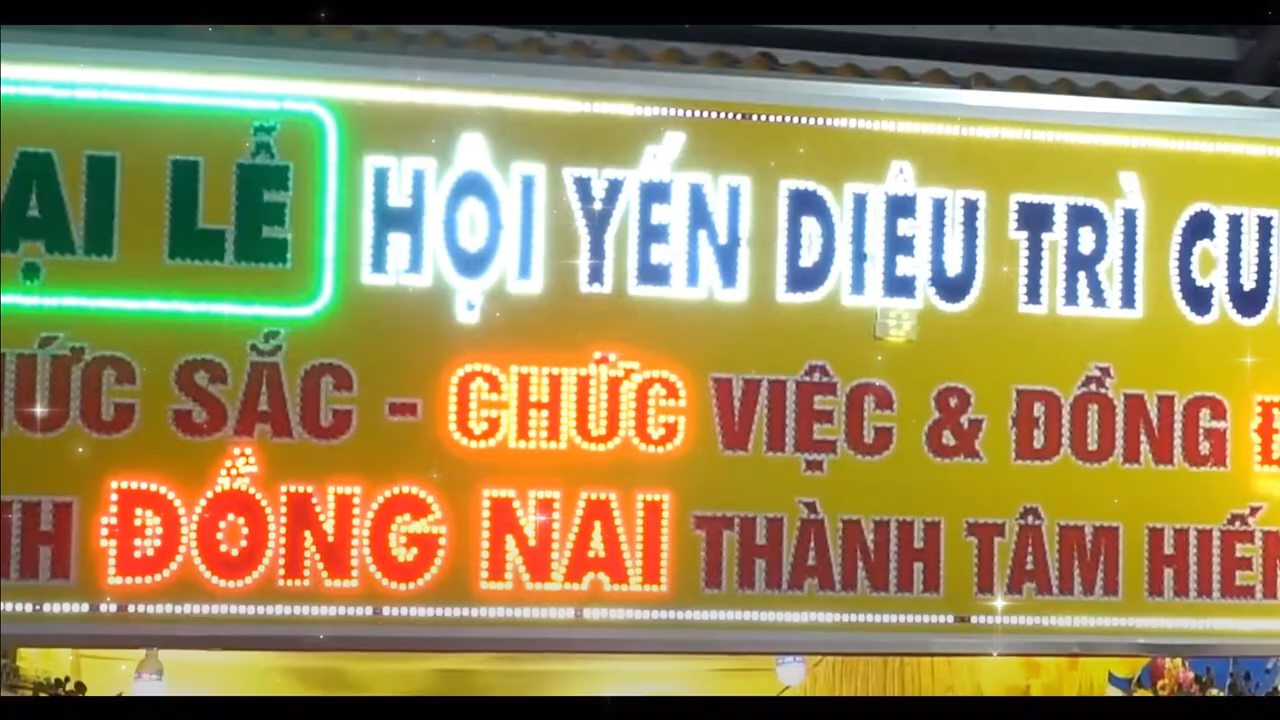 ẠI LỄ HỘI YẾN DIÊU TRÌ CU
ỨC SẮC - CHỨC VIỆC & ĐỒNG Đ
NH ĐỒNG NAI THÀNH TÂM HIẾN